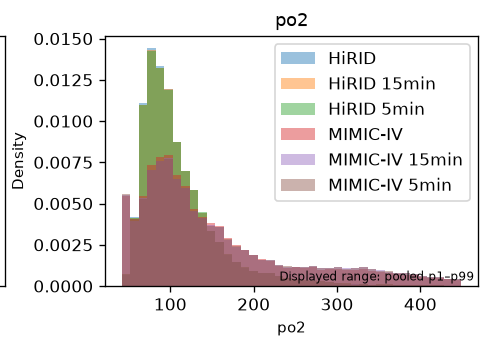 po2
0.0150
0.0125
0.0100
0.0075
0.0050
0.0025
0.0000
Density
HiRID
HiRID 15min
HiRID 5min
MIMIC-IV
MIMIC-IV 15min
MIMIC-IV 5min
Displayed range: pooled p1–p99
100 200 300 400
po2